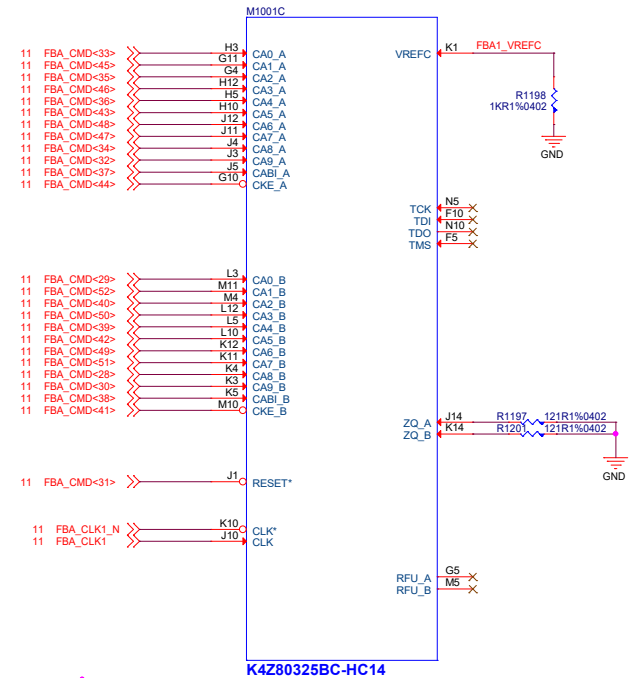 M1001C
11 FBA_CMD<33> H3 CA0_A
11 FBA_CMD<45> G11 CA1_A
11 FBA_CMD<35> G4 CA2_A
11 FBA_CMD<46> H12 CA3_A
11 FBA_CMD<36> H5 CA4_A
11 FBA_CMD<43> H10 CA5_A
11 FBA_CMD<48> J12 CA6_A
11 FBA_CMD<47> J11 CA7_A
11 FBA_CMD<34> J4 CA8_A
11 FBA_CMD<32> J3 CA9_A
11 FBA_CMD<37> J5 CABI_A
11 FBA_CMD<44> G10 CKE_A
VREFC K1 FBA1_VREFC
R1198
1KR1%0402
GND
TCK N5
TDI F10
TDO N10
TMS F5
11 FBA_CMD<29> L3 CA0_B
11 FBA_CMD<52> M11 CA1_B
11 FBA_CMD<40> M4 CA2_B
11 FBA_CMD<50> L12 CA3_B
11 FBA_CMD<39> L5 CA4_B
11 FBA_CMD<42> L10 CA5_B
11 FBA_CMD<49> K12 CA6_B
11 FBA_CMD<51> K11 CA7_B
11 FBA_CMD<28> K4 CA8_B
11 FBA_CMD<30> K3 CA9_B
11 FBA_CMD<38> K5 CABI_B
11 FBA_CMD<41> M10 CKE_B
ZQ_A J14 R1197 121R1%0402
ZQ_B K14 R1201 121R1%0402
GND
11 FBA_CMD<31> J1 RESET*
11 FBA_CLK1_N K10 CLK*
11 FBA_CLK1 J10 CLK
RFU_A G5
RFU_B M5
K4Z80325BC-HC14